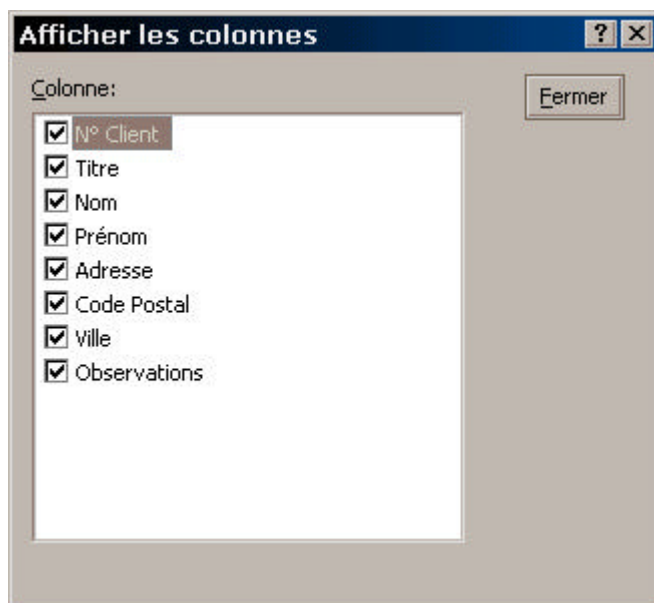 Afficher les colonnes
Colonne:
Fermer
N° Client
Titre
Nom
Prénom
Adresse
Code Postal
Ville
Observations